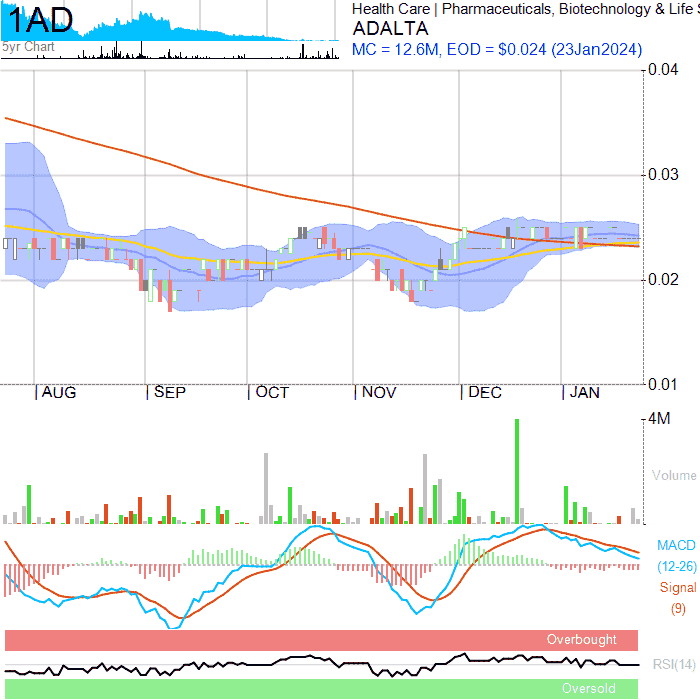 1AD
5yr Chart
Health Care | Pharmaceuticals, Biotechnology & Life S
ADALTA
MC = 12.6M, EOD = $0.024 (23Jan2024)
0.04
0.03
0.02
0.01
AUG SEP OCT NOV DEC JAN
4M
Volume
MACD
(12-26)
Signal
(9)
Overbought
RSI(14)
Oversold